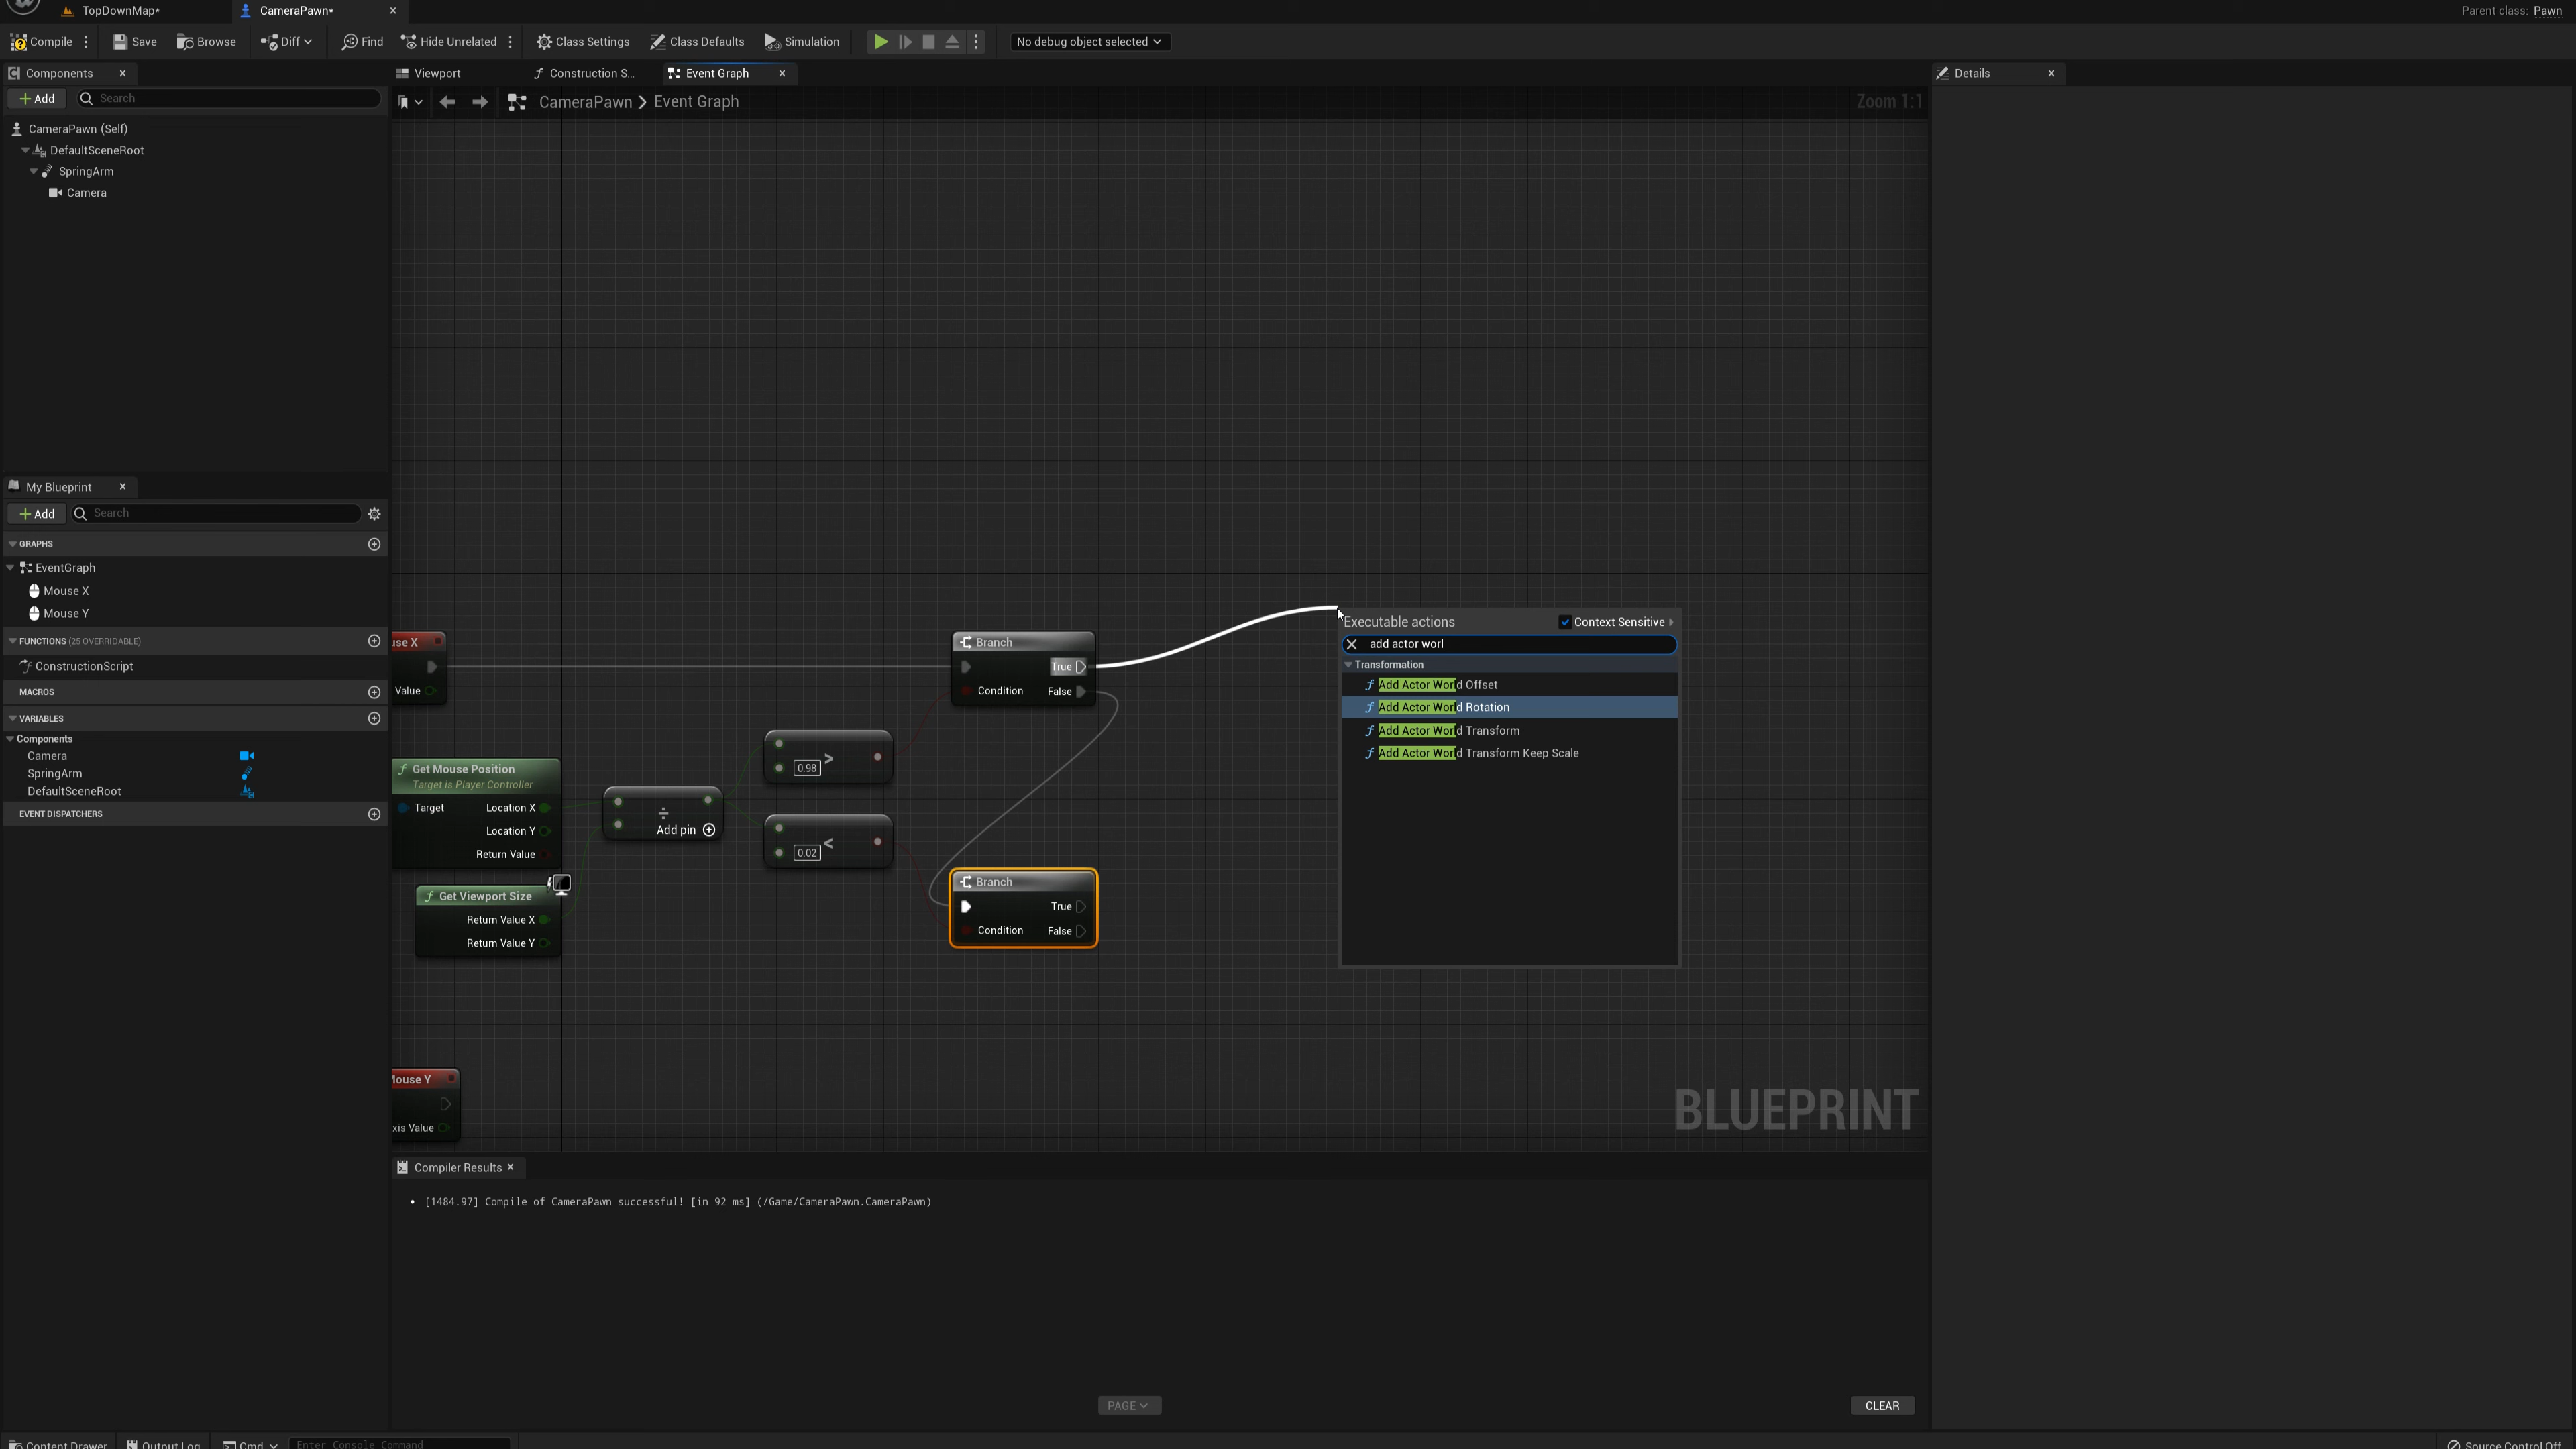 TopDownMap*
CameraPawn*
Parent class: Pawn
Compile
Save
Browse
Diff
Find
Hide Unrelated
Class Settings
Class Defaults
Simulation
No debug object selected
Components
Add
Search
CameraPawn (Self)
DefaultSceneRoot
SpringArm
Camera
Viewport
Construction S...
Event Graph
CameraPawn > Event Graph
Zoom 1:1
Details
My Blueprint
Add
Search
GRAPHS
EventGraph
Mouse X
Mouse Y
FUNCTIONS (25 OVERRIDABLE)
ConstructionScript
MACROS
VARIABLES
Components
Camera
SpringArm
DefaultSceneRoot
EVENT DISPATCHERS
use X
Value
Get Mouse Position
Target is Player Controller
Target
Location X
Location Y
Return Value
Get Viewport Size
Return Value X
Return Value Y
÷
Add pin
>
0.98
<
0.02
Branch
True
Condition
False
Branch
True
Condition
False
Mouse Y
xis Value
Executable actions
Context Sensitive
add actor worl
Transformation
Add Actor World Offset
Add Actor World Rotation
Add Actor World Transform
Add Actor World Transform Keep Scale
BLUEPRINT
Compiler Results
[1484.97] Compile of CameraPawn successful! [in 92 ms] (/Game/CameraPawn.CameraPawn)
PAGE
CLEAR
Content Drawer
Output Log
Cmd
Enter Console Command
Source Control Off